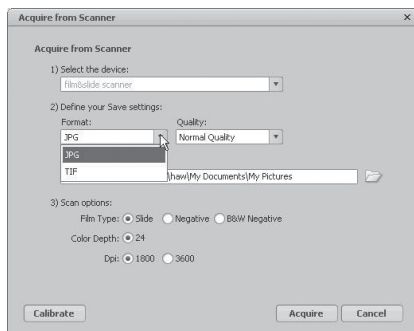 Acquire from Scanner
Acquire from Scanner
1) Select the device:
film&slide scanner
2) Define your Save settings:
Format: Quality:
JPG Normal Quality
JPG
TIF
\haw\My Documents\My Pictures
3) Scan options:
Film Type: Slide Negative B&W Negative
Color Depth: 24
Dpi: 1800 3600
Calibrate Acquire Cancel